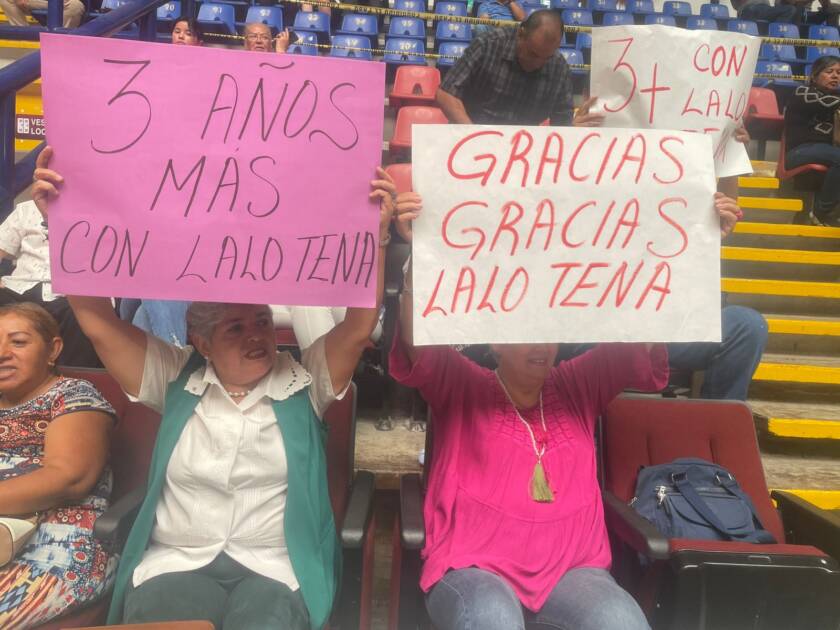 3 AÑOS
MÁS
CON LALO TENA
GRACIAS
GRACIAS
LALO TENA
3+ CON
LALO